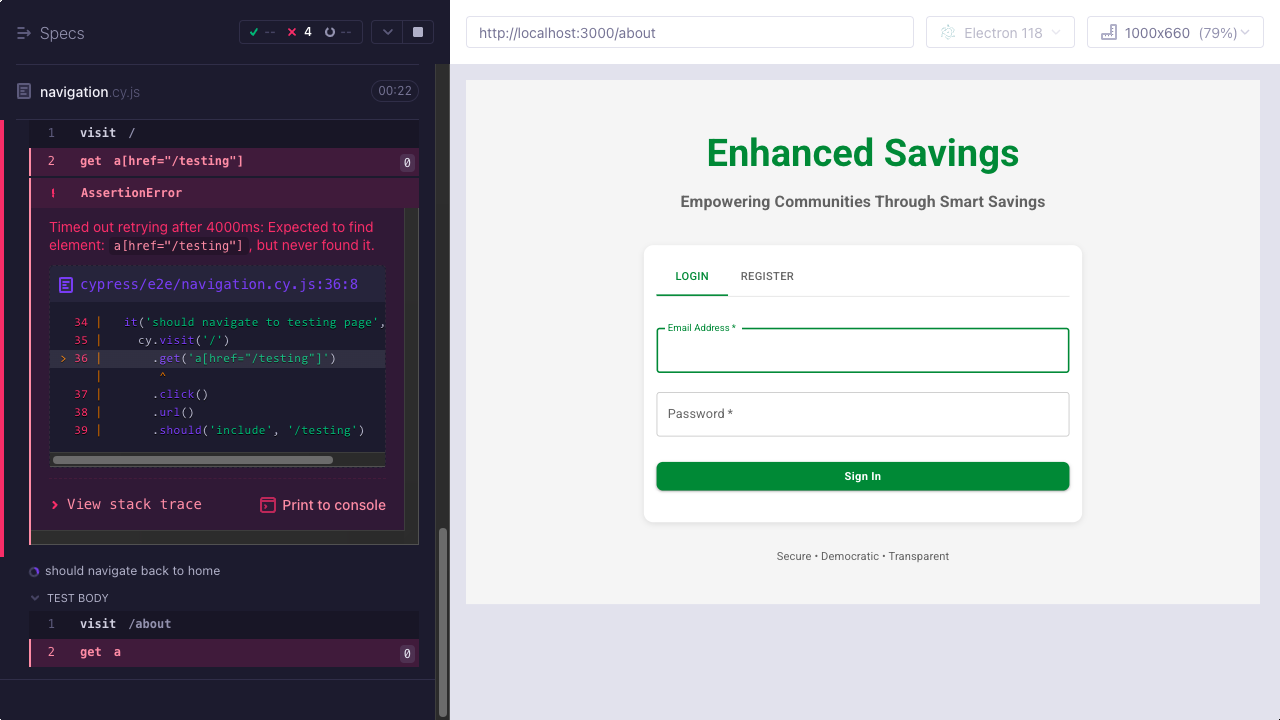 Specs
-- 4 --
navigation.cy.js
00:22
1 visit /
2 get a[href="/testing"] 0
! AssertionError
Timed out retrying after 4000ms: Expected to find
element: a[href="/testing"] , but never found it.
cypress/e2e/navigation.cy.js:36:8
34 | it('should navigate to testing page',
35 | cy.visit('/')
> 36 | .get('a[href="/testing"]')
| ^
37 | .click()
38 | .url()
39 | .should('include', '/testing')
> View stack trace
Print to console
should navigate back to home
TEST BODY
1 visit /about
2 get a 0
http://localhost:3000/about
Electron 118
1000x660 (79%)
Enhanced Savings
Empowering Communities Through Smart Savings
LOGIN REGISTER
Email Address *
Password *
Sign In
Secure • Democratic • Transparent